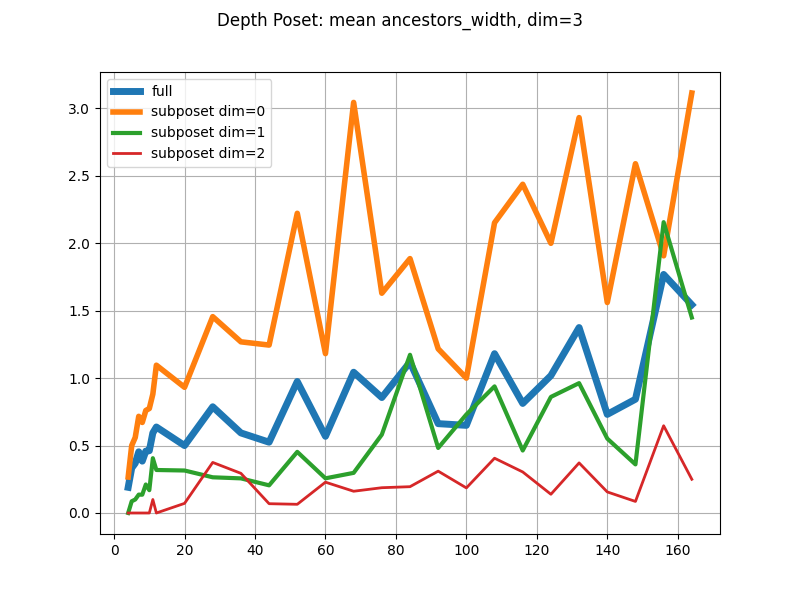 Depth Poset: mean ancestors_width, dim=3
full
subposet dim=0
subposet dim=1
subposet dim=2
3.0
2.5
2.0
1.5
1.0
0.5
0.0
0 20 40 60 80 100 120 140 160